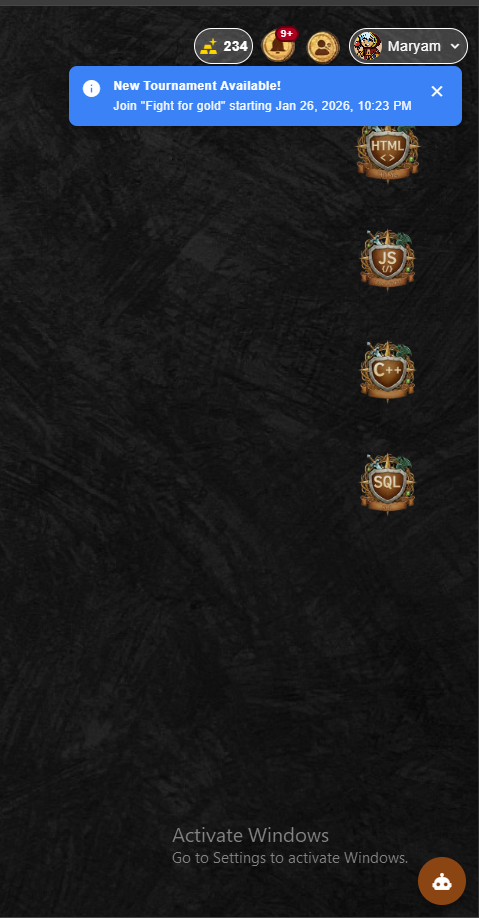 234
9+
Maryam
New Tournament Available!
Join "Fight for gold" starting Jan 26, 2026, 10:23 PM
HTML
<>
JS
</>
C++
SQL
Activate Windows
Go to Settings to activate Windows.